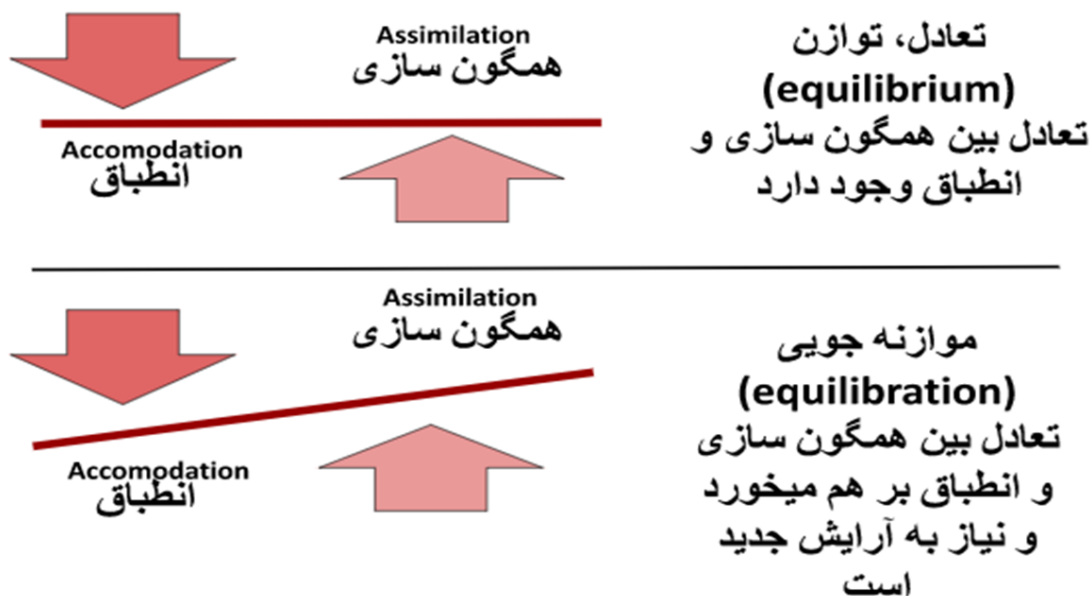 Assimilation
همگون سازی
Accomodation
انطباق
تعادل، توازن
(equilibrium)
تعادل بین همگون سازی و
انطباق وجود دارد
Assimilation
همگون سازی
Accomodation
انطباق
موازنه جویی
(equilibration)
تعادل بین همگون سازی
و انطباق بر هم میخورد
و نیاز به آرایش جدید
است